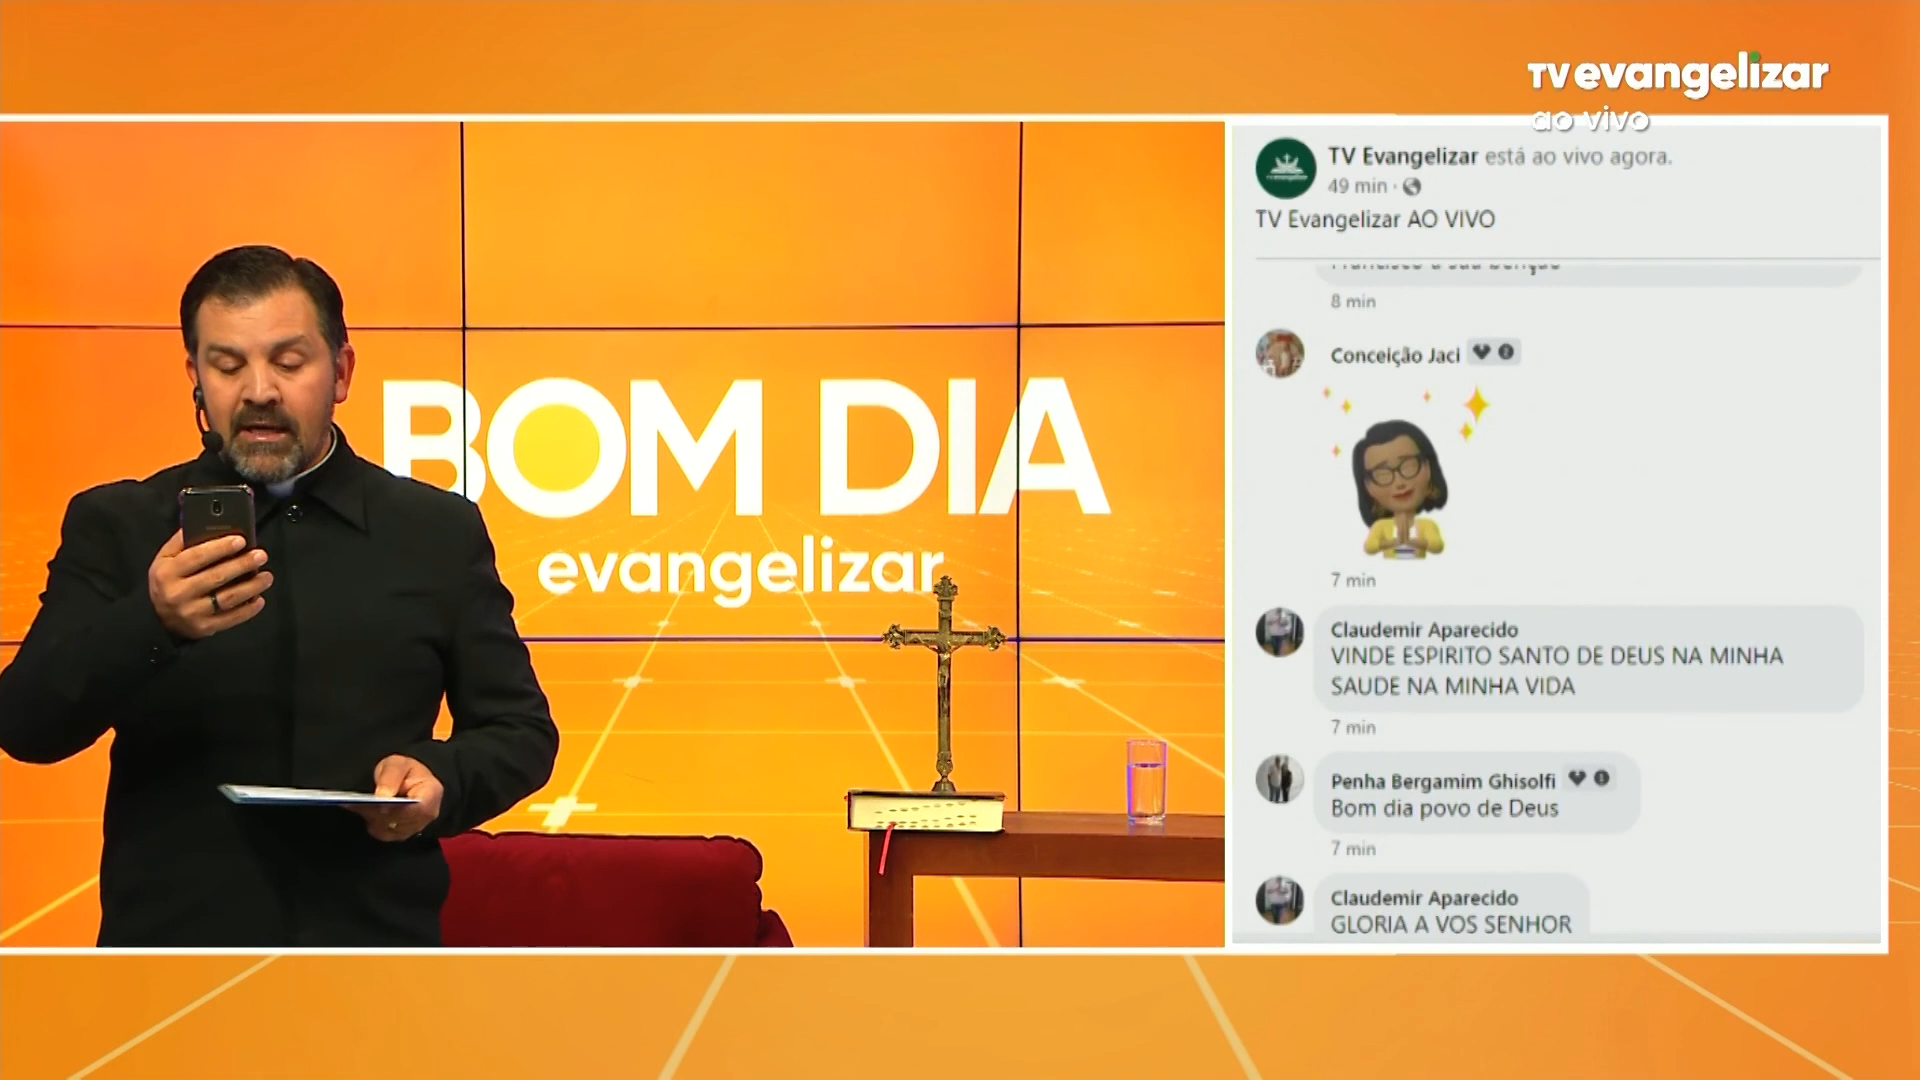 TV evangelizar
ao vivo
BOM DIA
evangelizar
TV Evangelizar está ao vivo agora.
49 min
TV Evangelizar AO VIVO
8 min
Conceição Jaci
7 min
Claudemir Aparecido
VINDE ESPIRITO SANTO DE DEUS NA MINHA
SAUDE NA MINHA VIDA
7 min
Penha Bergamim Ghisolfi
Bom dia povo de Deus
7 min
Claudemir Aparecido
GLORIA A VOS SENHOR